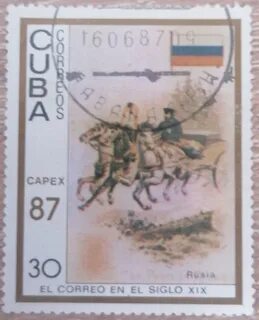 CUBA
CORREOS
CAPEX
87
30
Rusia
EL CORREO EN EL SIGLO XIX